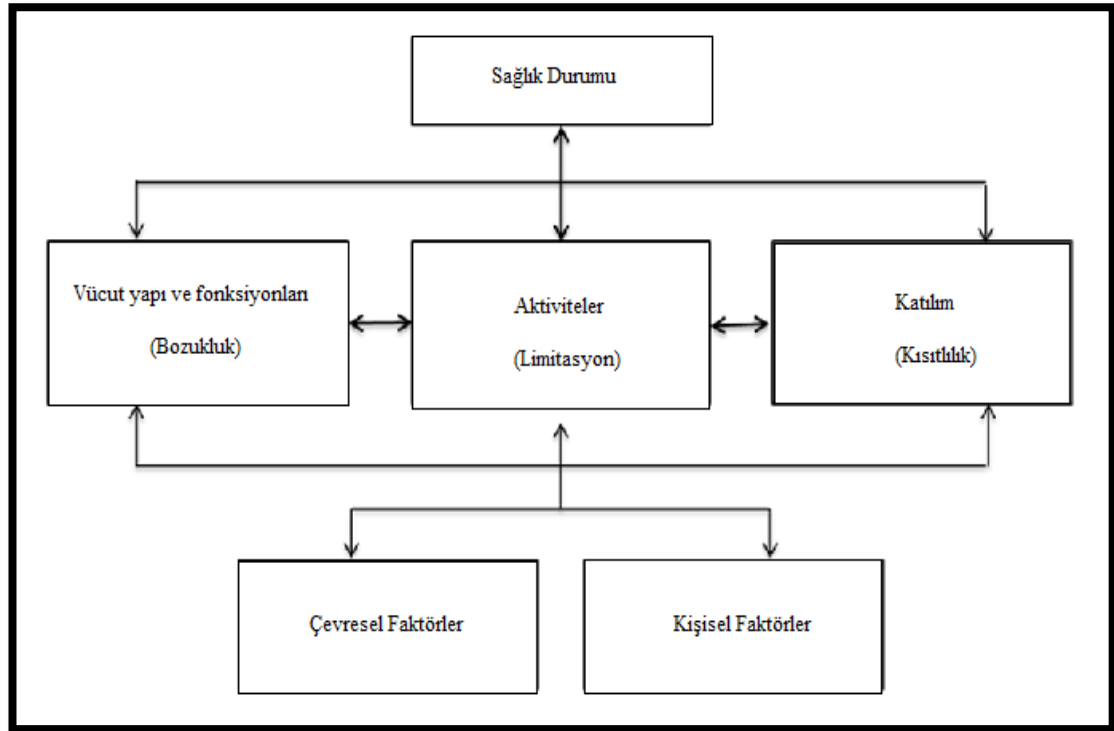 Sağlık Durumu
Vücut yapı ve fonksiyonları
(Bozukluk)
Aktiviteler
(Limitasyon)
Katılım
(Kısıtlılık)
Çevresel Faktörler
Kişisel Faktörler